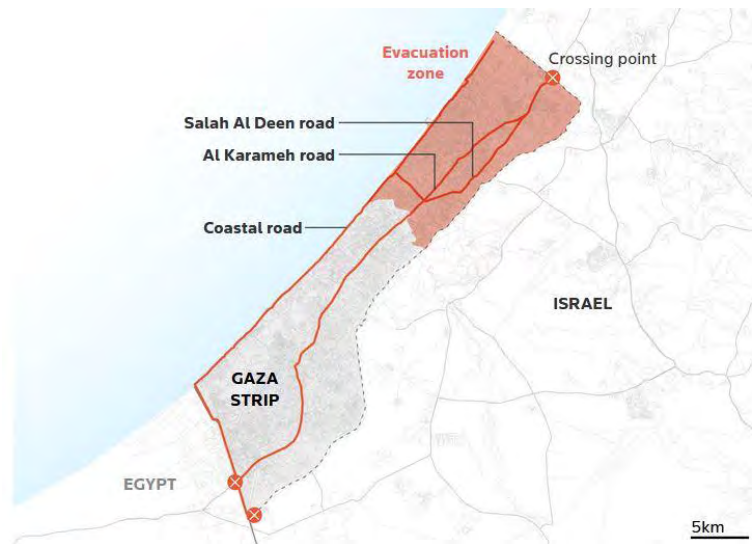 Evacuation
zone
Crossing point
Salah Al Deen road
Al Karameh road
Coastal road
ISRAEL
GAZA
STRIP
EGYPT
5km